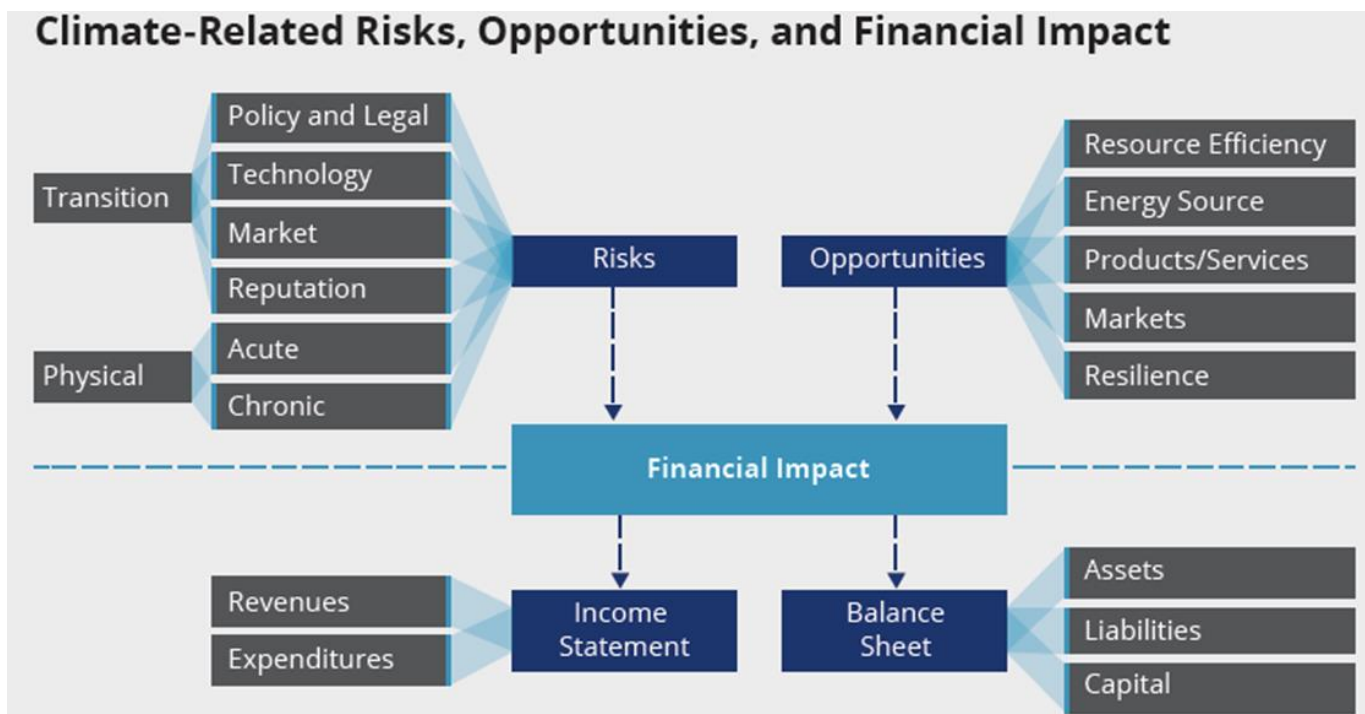 Climate-Related Risks, Opportunities, and Financial Impact
Transition
Physical
Policy and Legal
Technology
Market
Reputation
Acute
Chronic
Risks
Opportunities
Resource Efficiency
Energy Source
Products/Services
Markets
Resilience
Financial Impact
Revenues
Expenditures
Income
Statement
Balance
Sheet
Assets
Liabilities
Capital